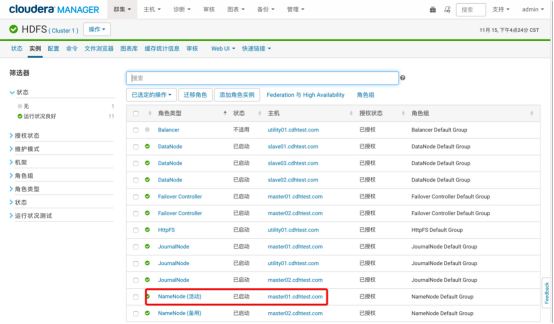 cloudera MANAGER 群集 主机 诊断 审核 图表 备份 管理 搜索 支持 admin
HDFS (Cluster 1) 操作 11月 15, 下午4点24分 CST
状态 实例 配置 命令 文件浏览器 图表库 缓存统计信息 审核 Web UI 快速链接
筛选器
状态
无 1
运行状况良好 11
授权状态
维护模式
机架
角色组
角色类型
状态
运行状况测试
搜索
已选定的操作 迁移角色 添加角色实例 Federation 与 High Availability 角色组
角色类型 状态 主机 授权状态 角色组
Balancer 不适用 utility01.cdhtest.com 已授权 Balancer Default Group
DataNode 已启动 slave01.cdhtest.com 已授权 DataNode Default Group
DataNode 已启动 slave03.cdhtest.com 已授权 DataNode Default Group
DataNode 已启动 slave02.cdhtest.com 已授权 DataNode Default Group
Failover Controller 已启动 master01.cdhtest.com 已授权 Failover Controller Default Group
Failover Controller 已启动 master02.cdhtest.com 已授权 Failover Controller Default Group
HttpFS 已启动 utility01.cdhtest.com 已授权 HttpFS Default Group
JournalNode 已启动 master01.cdhtest.com 已授权 JournalNode Default Group
JournalNode 已启动 utility01.cdhtest.com 已授权 JournalNode Default Group
JournalNode 已启动 master02.cdhtest.com 已授权 JournalNode Default Group
NameNode (活动) 已启动 master01.cdhtest.com 已授权 NameNode Default Group
NameNode (备用) 已启动 master02.cdhtest.com 已授权 NameNode Default Group
Feedback